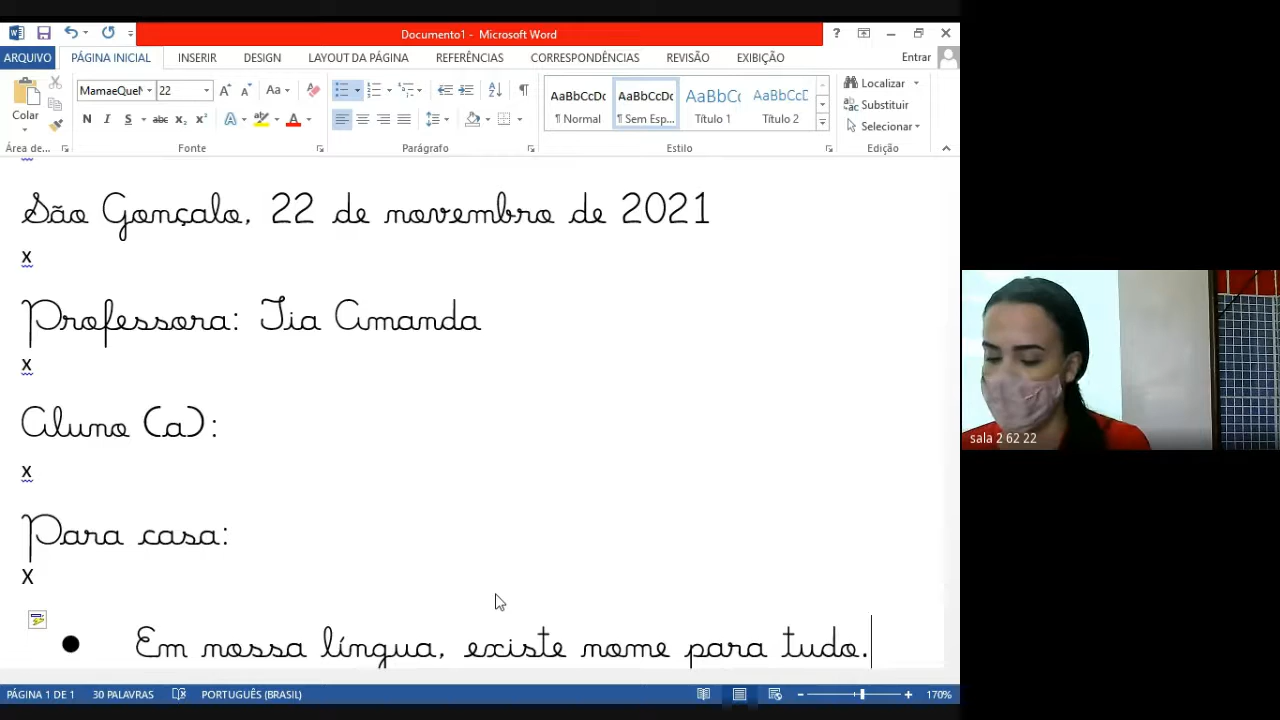 Documento1 - Microsoft Word
?
ARQUIVO PÁGINA INICIAL INSERIR DESIGN LAYOUT DA PÁGINA REFERÊNCIAS CORRESPONDÊNCIAS REVISÃO EXIBIÇÃO Entrar
MamaeQueN 22 Aa
Colar
N I S abc x₂ x² A A
AaBbCcDc AaBbCcDc AaBbCc AaBbCcD
¶ Normal ¶ Sem Esp... Título 1 Título 2
Localizar
Substituir
Selecionar
Área de... Fonte Parágrafo Estilo Edição
São Gonçalo, 22 de novembro de 2021
x
Professora: Tia Amanda
x
Aluno (a):
x
Para casa:
X
Em nossa língua, existe nome para tudo.
sala 2 62 22
PÁGINA 1 DE 1 30 PALAVRAS PORTUGUÊS (BRASIL) 170%